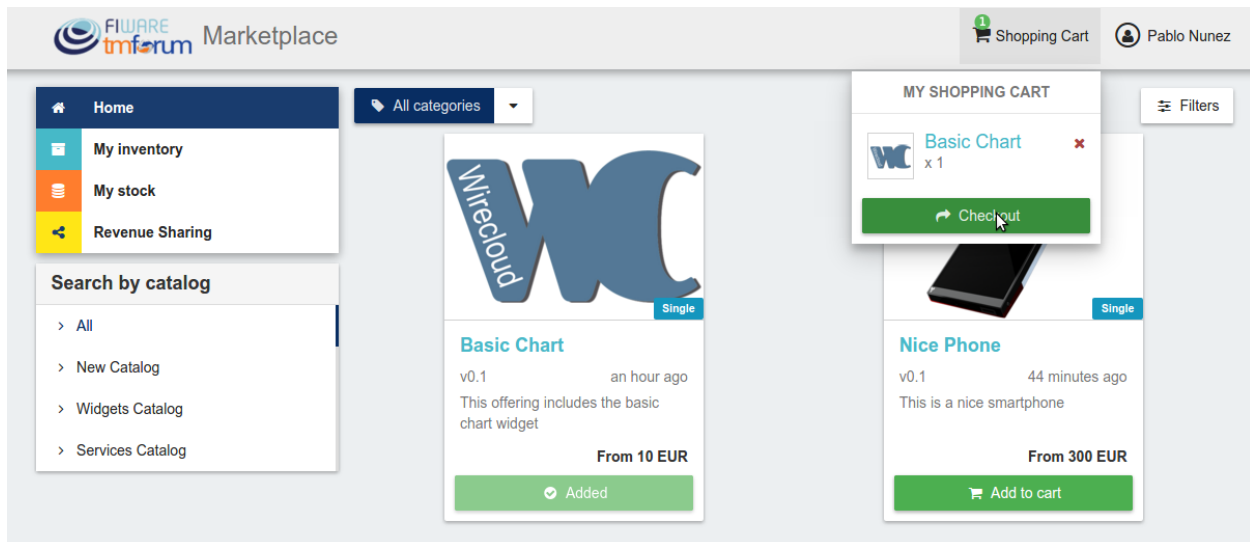 FIWARE
tmforum
Marketplace
1
Shopping Cart
Pablo Nunez
Home
My inventory
My stock
Revenue Sharing
Search by catalog
All
New Catalog
Widgets Catalog
Services Catalog
All categories
Filters
MY SHOPPING CART
Basic Chart
x 1
Checkout
WC
Wirecloud
Single
Basic Chart
v0.1 an hour ago
This offering includes the basic
chart widget
From 10 EUR
Added
Single
Nice Phone
v0.1 44 minutes ago
This is a nice smartphone
From 300 EUR
Add to cart